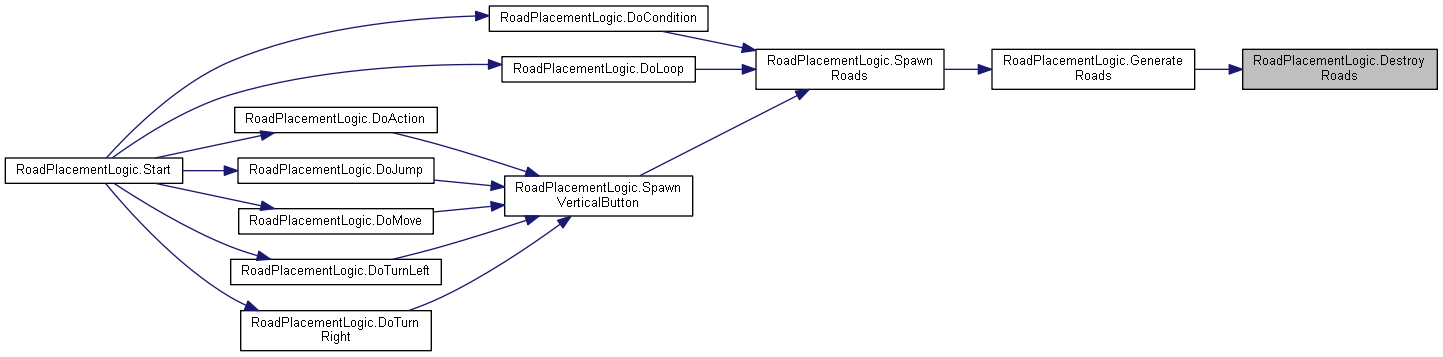 RoadPlacementLogic.Start
RoadPlacementLogic.DoCondition
RoadPlacementLogic.DoLoop
RoadPlacementLogic.DoAction
RoadPlacementLogic.DoJump
RoadPlacementLogic.DoMove
RoadPlacementLogic.DoTurnLeft
RoadPlacementLogic.DoTurn
Right
RoadPlacementLogic.Spawn
VerticalButton
RoadPlacementLogic.Spawn
Roads
RoadPlacementLogic.Generate
Roads
RoadPlacementLogic.Destroy
Roads